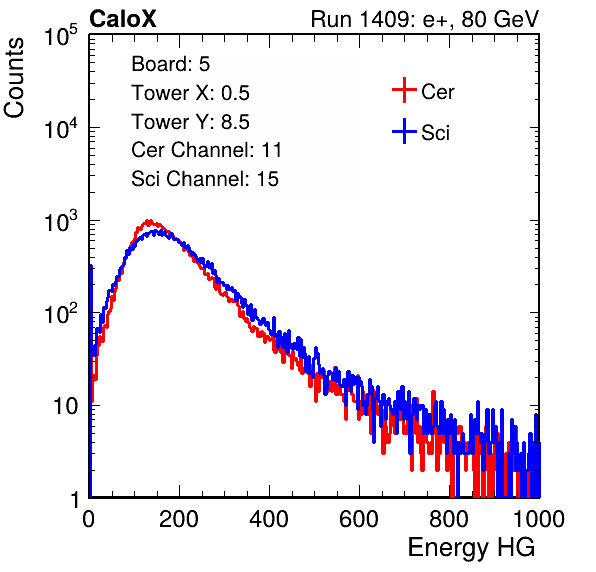 CaloX Run 1409: e+, 80 GeV
Counts
10^5
10^4
10^3
10^2
10
1
Board: 5
Tower X: 0.5
Tower Y: 8.5
Cer Channel: 11
Sci Channel: 15
Cer
Sci
0 200 400 600 800 1000
Energy HG